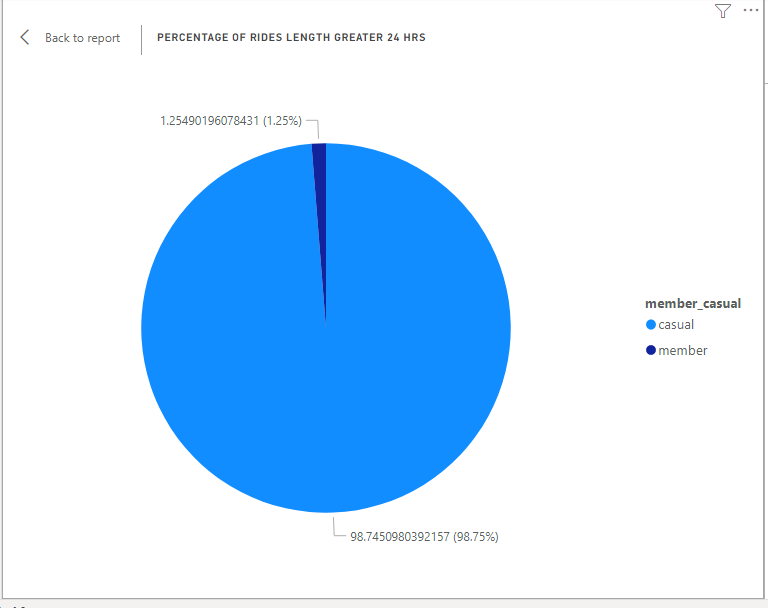 Back to report
PERCENTAGE OF RIDES LENGTH GREATER 24 HRS
1.25490196078431 (1.25%)
member_casual
casual
member
98.7450980392157 (98.75%)